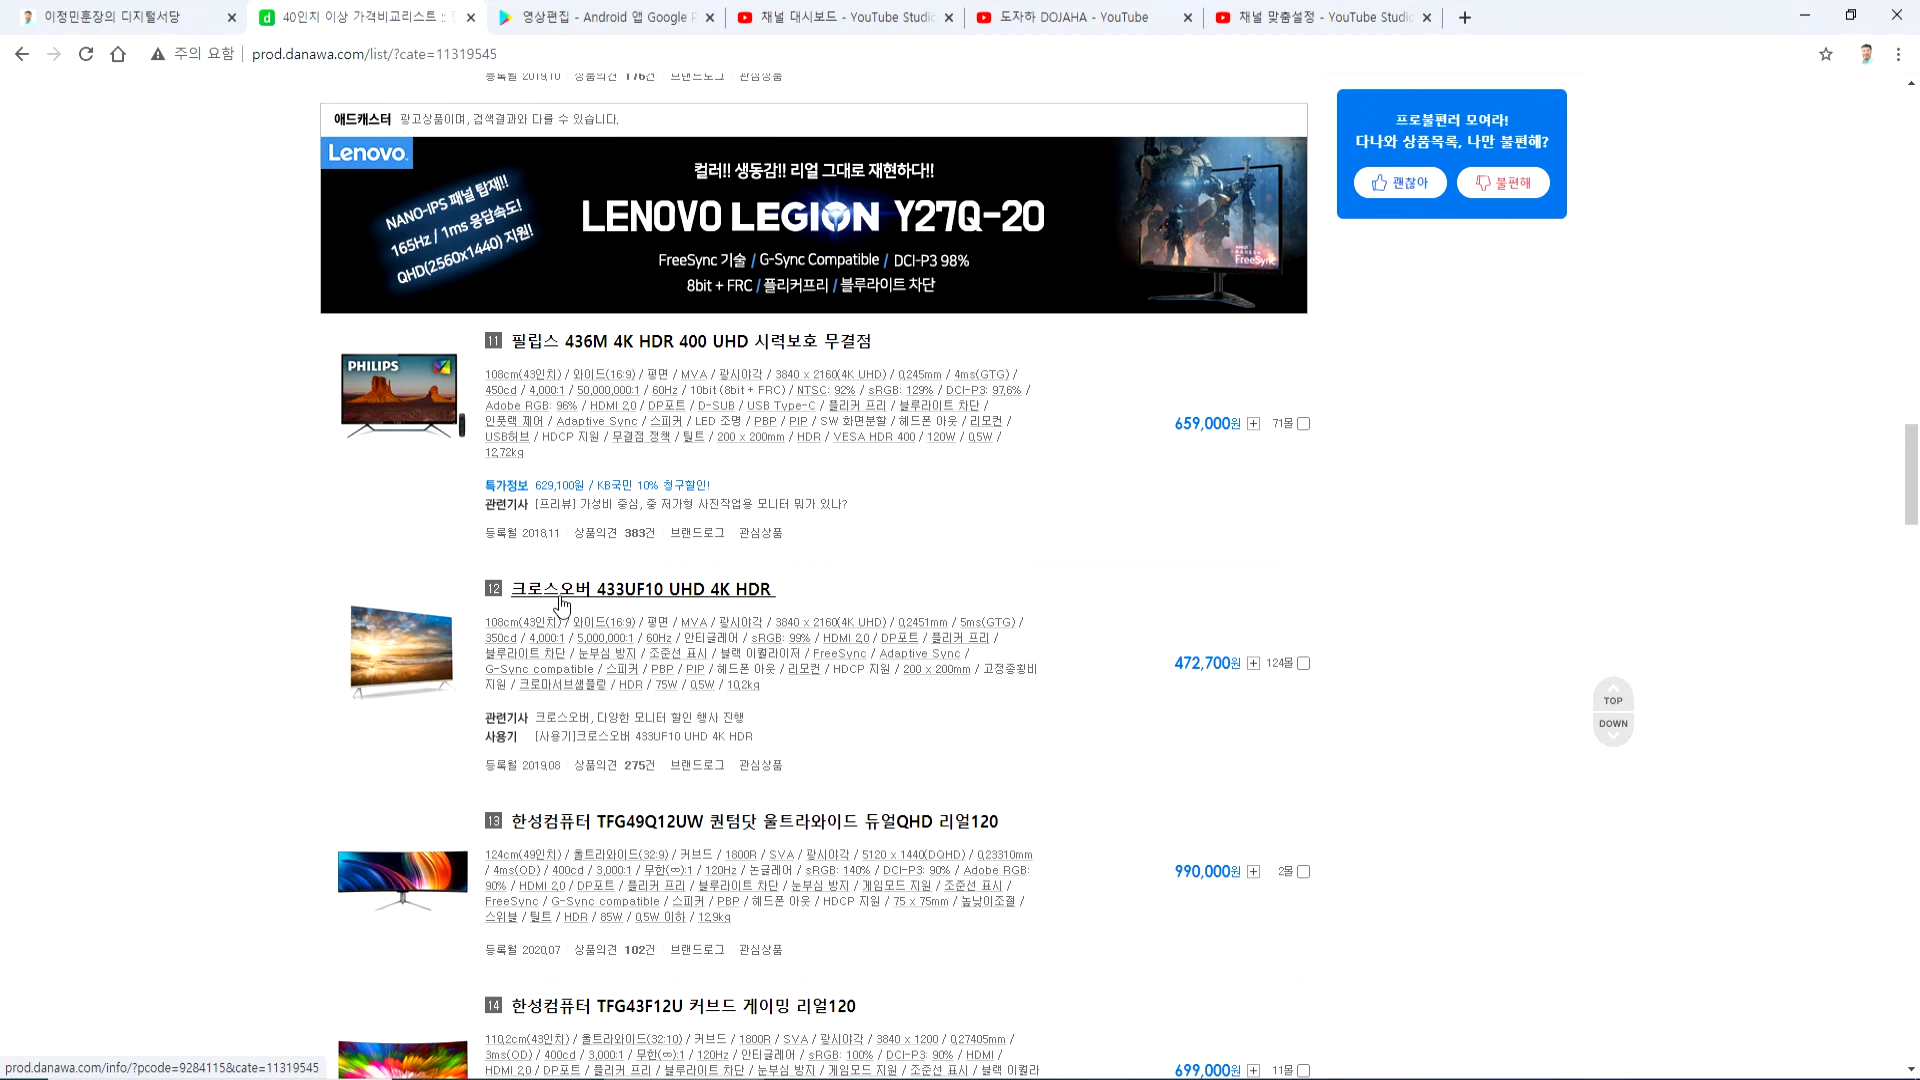 이정민훈장의 디지털서당
40인치 이상 가격비교리스트 ::
영상편집 - Android 앱 Google P
채널 대시보드 - YouTube Studio
도자하 DOJAHA - YouTube
채널 맞춤설정 - YouTube Studio
주의 요함 | prod.danawa.com/list/?cate=11319545
등록월 2019.10 상품의견 176건 브랜드로그 관심상품
애드캐스터 광고상품이며, 검색결과와 다를 수 있습니다.
Lenovo
NANO-IPS 패널 탑재!!
165Hz / 1ms 응답속도!
QHD(2560x1440) 지원!
컬러!! 생동감!! 리얼 그대로 재현하다!!
LENOVO LEGION Y27Q-20
FreeSync 기술 / G-Sync Compatible / DCI-P3 98%
8bit + FRC / 플리커프리 / 블루라이트 차단
FreeSync
프로불편러 모여라!
다나와 상품목록, 나만 불편해?
괜찮아
불편해
PHILIPS
11 필립스 436M 4K HDR 400 UHD 시력보호 무결점
108cm(43인치) / 와이드(16:9) / 평면 / MVA / 광시야각 / 3840 x 2160(4K UHD) / 0.245mm / 4ms(GTG) /
450cd / 4,000:1 / 50,000,000:1 / 60Hz / 10bit (8bit + FRC) / NTSC: 92% / sRGB: 129% / DCI-P3: 97.6% /
Adobe RGB: 96% / HDMI 2.0 / DP포트 / D-SUB / USB Type-C / 플리커 프리 / 블루라이트 차단 /
인풋랙 제어 / Adaptive Sync / 스피커 / LED 조명 / PBP / PIP / SW 화면분할 / 헤드폰 아웃 / 리모컨 /
USB허브 / HDCP 지원 / 무결점 정책 / 틸트 / 200 x 200mm / HDR / VESA HDR 400 / 120W / 0.5W /
12.72kg
659,000원 71몰
특가정보 629,100원 / KB국민 10% 청구할인!
관련기사 [프리뷰] 가성비 중심, 중 저가형 사진작업용 모니터 뭐가 있나?
등록월 2018.11 상품의견 383건 브랜드로그 관심상품
12 크로스오버 433UF10 UHD 4K HDR
108cm(43인치) / 와이드(16:9) / 평면 / MVA / 광시야각 / 3840 x 2160(4K UHD) / 0.2451mm / 5ms(GTG) /
350cd / 4,000:1 / 5,000,000:1 / 60Hz / 안티글레어 / sRGB: 99% / HDMI 2.0 / DP포트 / 플리커 프리 /
블루라이트 차단 / 눈부심 방지 / 조준선 표시 / 블랙 이퀄라이저 / FreeSync / Adaptive Sync /
G-Sync compatible / 스피커 / PBP / PIP / 헤드폰 아웃 / 리모컨 / HDCP 지원 / 200 x 200mm / 고정종횡비
지원 / 크로마서브샘플링 / HDR / 75W / 0.5W / 10.2kg
472,700원 124몰
관련기사 크로스오버, 다양한 모니터 할인 행사 진행
사용기 [사용기]크로스오버 433UF10 UHD 4K HDR
등록월 2019.08 상품의견 275건 브랜드로그 관심상품
TOP
DOWN
13 한성컴퓨터 TFG49Q12UW 퀀텀닷 울트라와이드 듀얼QHD 리얼120
124cm(49인치) / 울트라와이드(32:9) / 커브드 / 1800R / SVA / 광시야각 / 5120 x 1440(DQHD) / 0.23310mm
/ 4ms(OD) / 400cd / 3,000:1 / 무한(∞):1 / 120Hz / 논글레어 / sRGB: 140% / DCI-P3: 90% / Adobe RGB:
90% / HDMI 2.0 / DP포트 / 플리커 프리 / 블루라이트 차단 / 눈부심 방지 / 게임모드 지원 / 조준선 표시 /
FreeSync / G-Sync compatible / 스피커 / PBP / 헤드폰 아웃 / HDCP 지원 / 75 x 75mm / 높낮이조절 /
스위블 / 틸트 / HDR / 85W / 0.5W 이하 / 12.9kg
990,000원 2몰
등록월 2020.07 상품의견 102건 브랜드로그 관심상품
14 한성컴퓨터 TFG43F12U 커브드 게이밍 리얼120
110.2cm(43인치) / 울트라와이드(32:10) / 커브드 / 1800R / SVA / 광시야각 / 3840 x 1200 / 0.27405mm /
3ms(OD) / 400cd / 3,000:1 / 무한(∞):1 / 120Hz / 안티글레어 / sRGB: 100% / DCI-P3: 90% / HDMI /
HDMI 2.0 / DP포트 / 플리커 프리 / 블루라이트 차단 / 눈부심 방지 / 게임모드 지원 / 조준선 표시 / 블랙 이퀄라
699,000원 11몰
prod.danawa.com/info/?pcode=9284115&cate=11319545